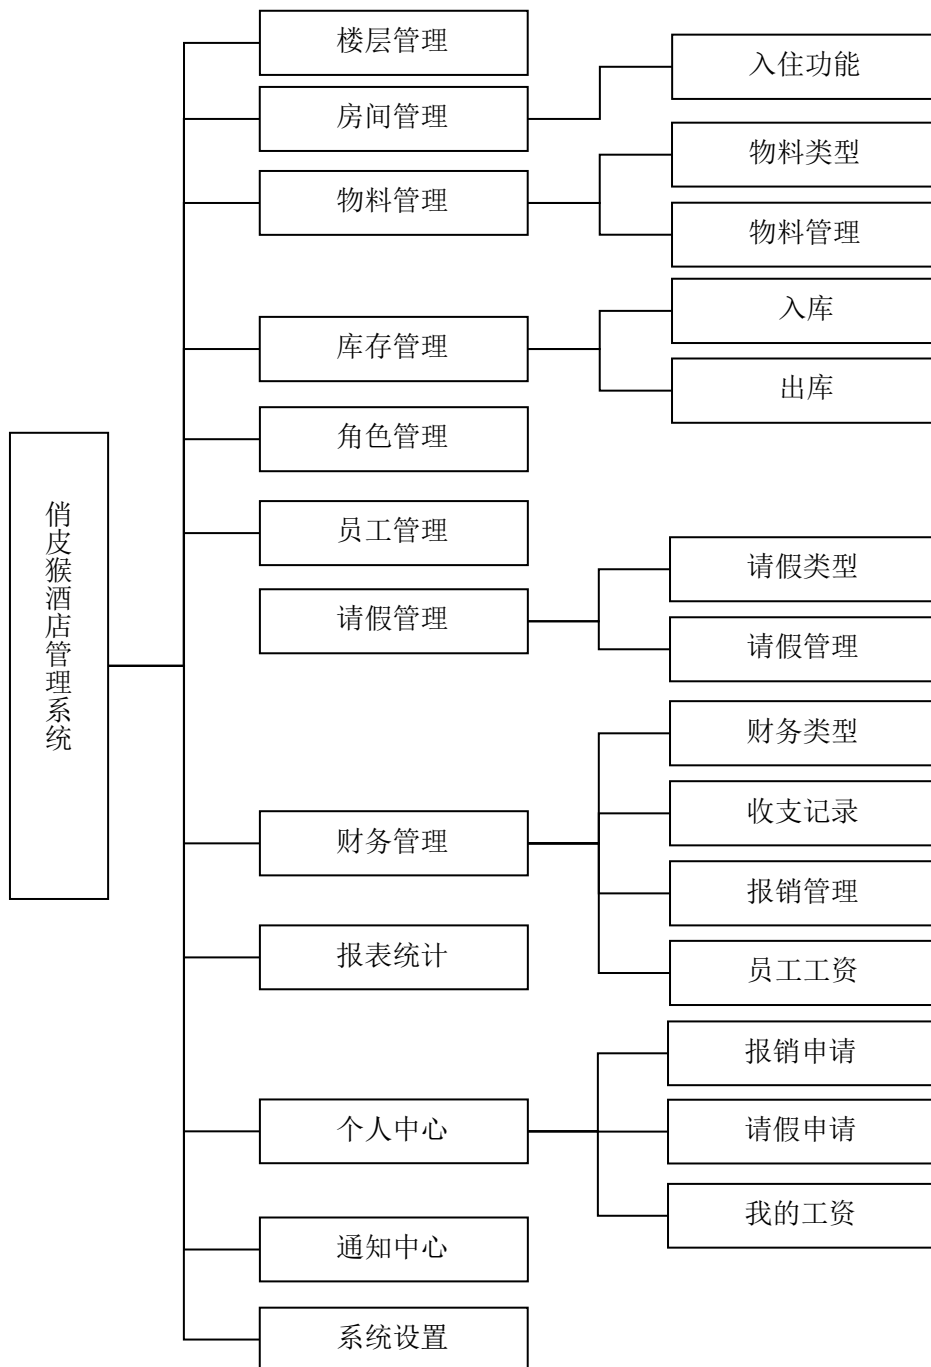 俏皮猴酒店管理系统
楼层管理
房间管理
入住功能
物料管理
物料类型
物料管理
库存管理
入库
出库
角色管理
员工管理
请假管理
请假类型
请假管理
财务管理
财务类型
收支记录
报销管理
员工工资
报表统计
个人中心
报销申请
请假申请
我的工资
通知中心
系统设置